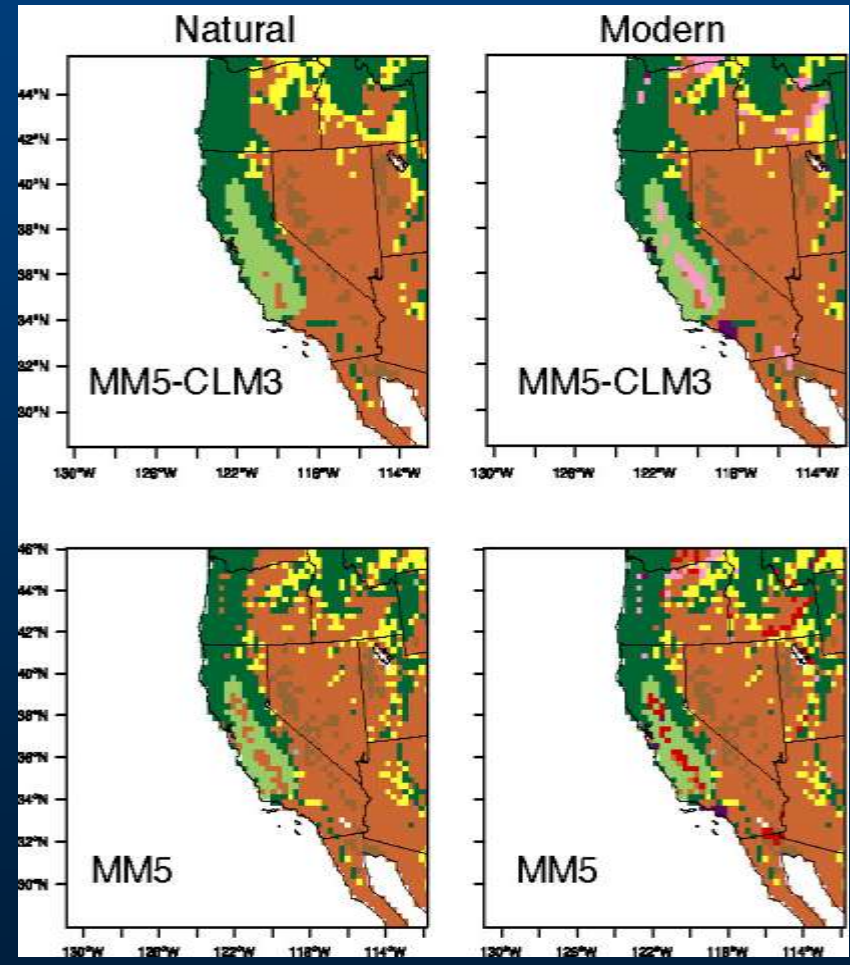 Natural Modern
44°N
42°N
40°N
38°N
36°N
34°N
32°N
30°N
MM5-CLM3 MM5-CLM3
130°W 126°W 122°W 118°W 114°W 130°W 126°W 122°W 118°W 114°W
46°N
44°N
42°N
40°N
38°N
36°N
34°N
32°N
30°N
MM5 MM5
130°W 126°W 122°W 118°W 114°W 130°W 126°W 122°W 118°W 114°W